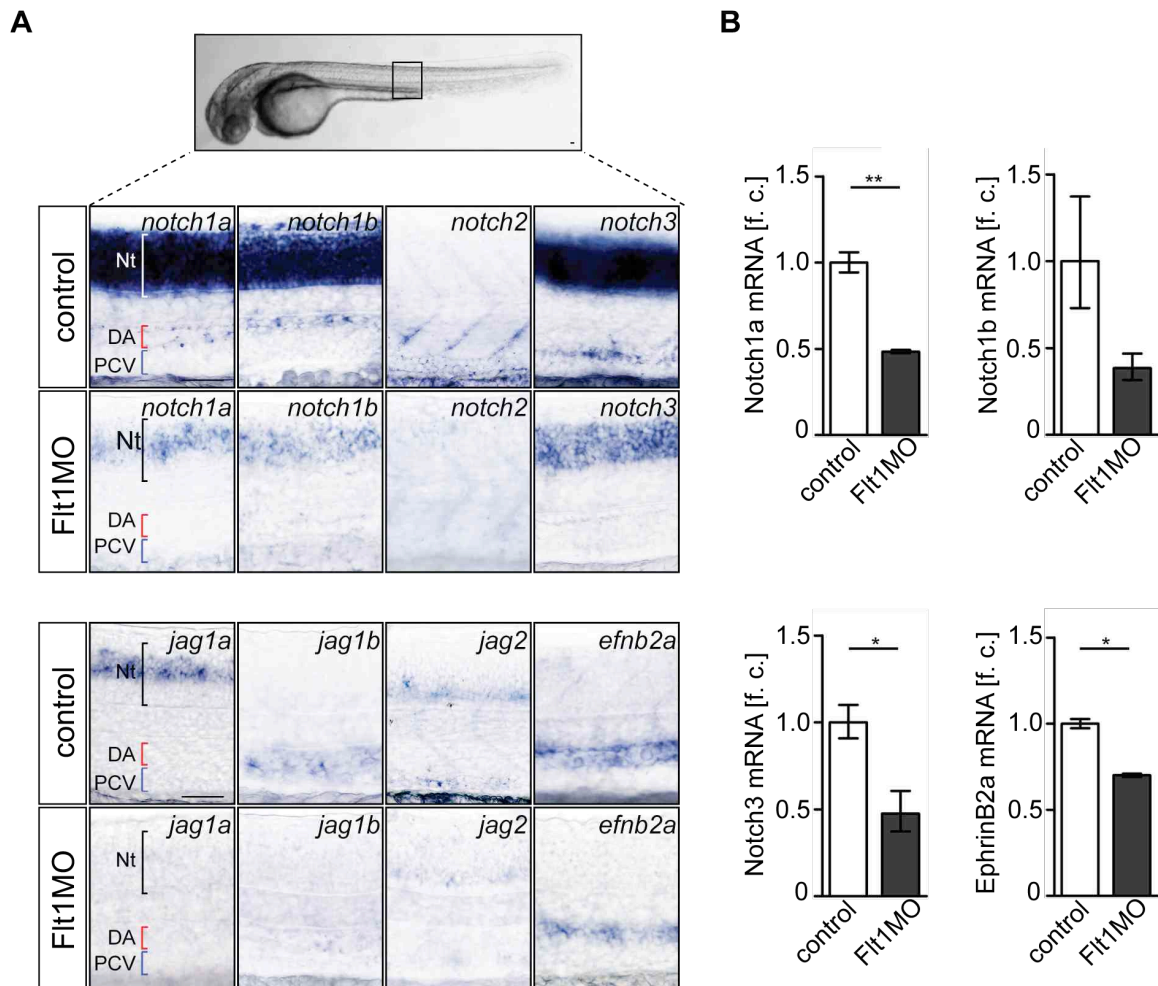 A
control
notch1a
notch1b
notch2
notch3
Nt
DA
PCV
Flt1MO
notch1a
notch1b
notch2
notch3
Nt
DA
PCV
control
jag1a
jag1b
jag2
efnb2a
Nt
DA
PCV
Flt1MO
jag1a
jag1b
jag2
efnb2a
Nt
DA
PCV
B
Notch1a mRNA [f. c.]
1.5
1.0
0.5
0
**
control
Flt1MO
Notch1b mRNA [f. c.]
1.5
1.0
0.5
0
control
Flt1MO
Notch3 mRNA [f. c.]
1.5
1.0
0.5
0
*
control
Flt1MO
EphrinB2a mRNA [f. c.]
1.5
1.0
0.5
0
*
control
Flt1MO